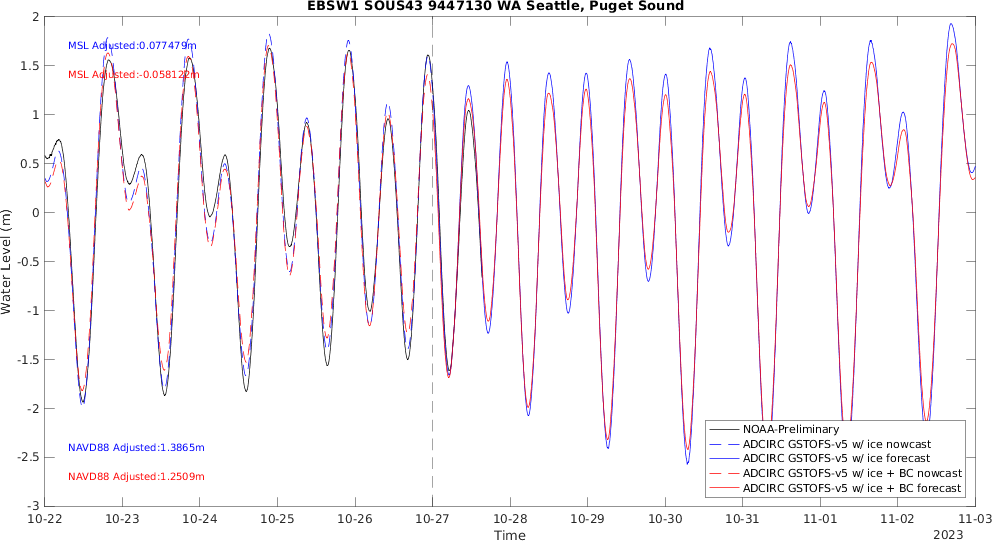 EBSW1 SOUS43 9447130 WA Seattle, Puget Sound
2
1.5
1
0.5
0
-0.5
-1
-1.5
-2
-2.5
-3
Water Level (m)
MSL Adjusted:0.077479m
MSL Adjusted:-0.058122m
NAVD88 Adjusted:1.3865m
NAVD88 Adjusted:1.2509m
NOAA-Preliminary
ADCIRC GSTOFS-v5 w/ ice nowcast
ADCIRC GSTOFS-v5 w/ ice forecast
ADCIRC GSTOFS-v5 w/ ice + BC nowcast
ADCIRC GSTOFS-v5 w/ ice + BC forecast
10-22 10-23 10-24 10-25 10-26 10-27 10-28 10-29 10-30 10-31 11-01 11-02 11-03
Time
2023